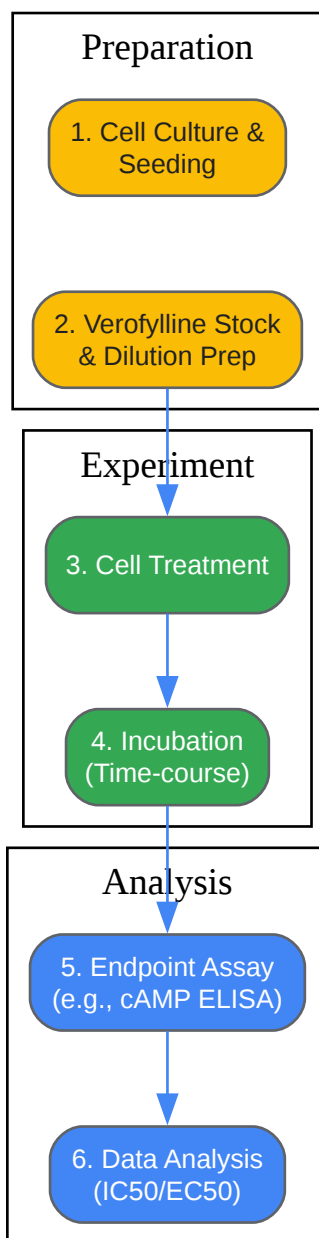 Preparation
1. Cell Culture &
Seeding
2. Verofylline Stock
& Dilution Prep
Experiment
3. Cell Treatment
4. Incubation
(Time-course)
Analysis
5. Endpoint Assay
(e.g., cAMP ELISA)
6. Data Analysis
(IC50/EC50)